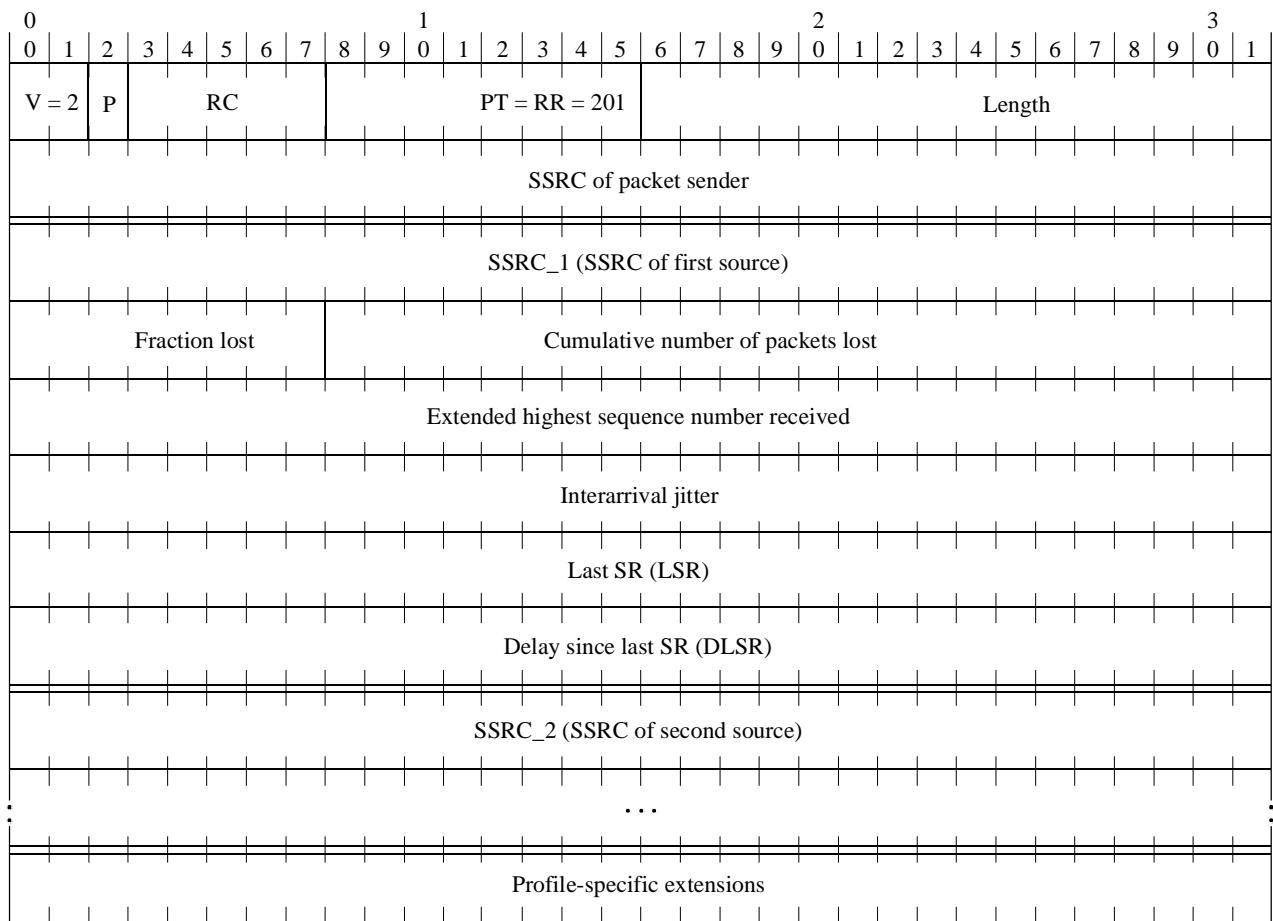 0 1 2 3
0 1 2 3 4 5 6 7 8 9 0 1 2 3 4 5 6 7 8 9 0 1 2 3 4 5 6 7 8 9 0 1
V = 2 P RC PT = RR = 201 Length
SSRC of packet sender
SSRC_1 (SSRC of first source)
Fraction lost Cumulative number of packets lost
Extended highest sequence number received
Interarrival jitter
Last SR (LSR)
Delay since last SR (DLSR)
SSRC_2 (SSRC of second source)
: ... :
Profile-specific extensions